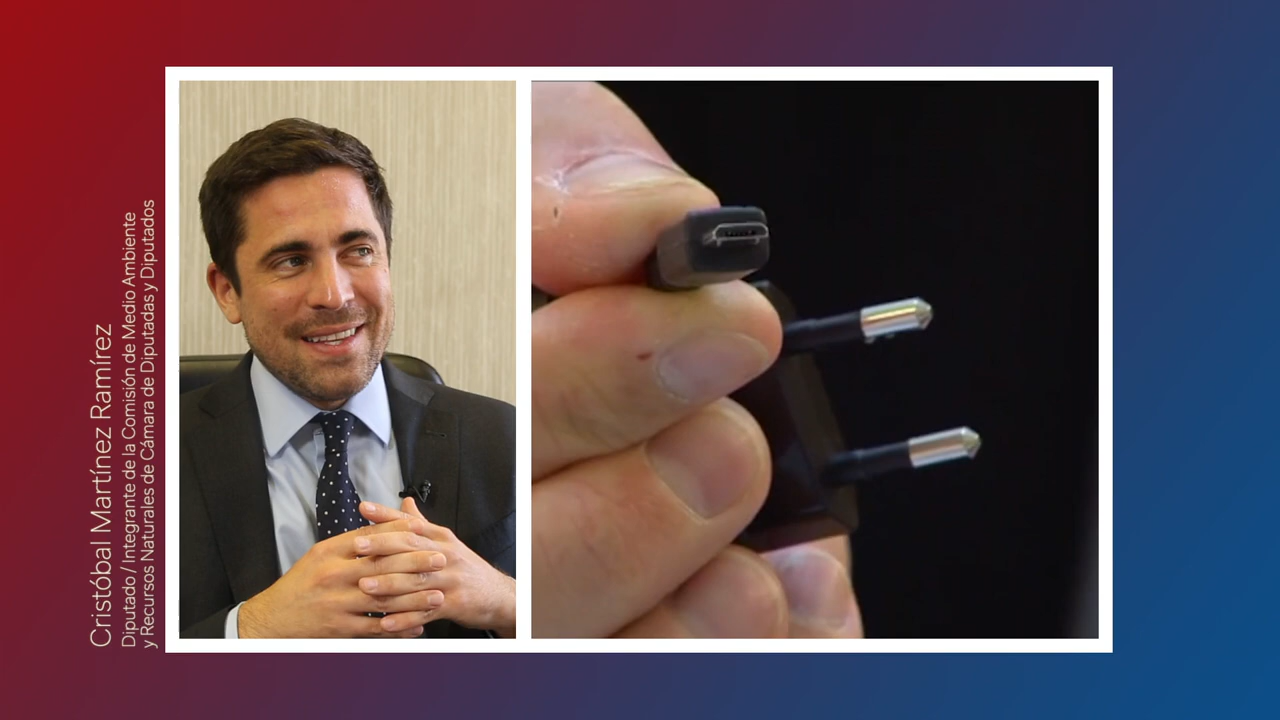 Cristóbal Martínez Ramírez
Diputado / Integrante de la Comisión de Medio Ambiente
y Recursos Naturales de Cámara de Diputadas y Diputados